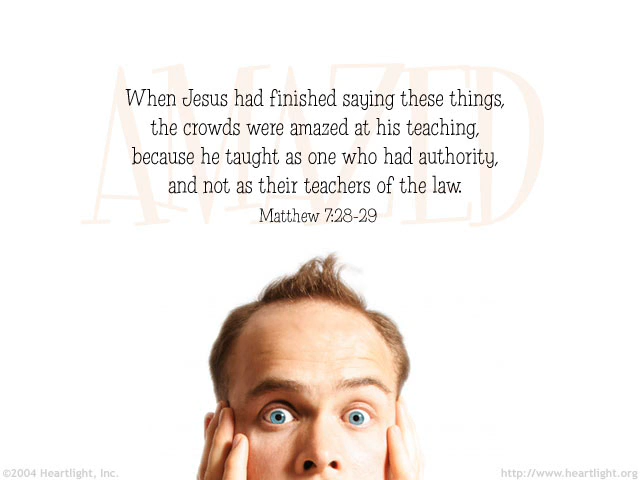 AMAZED
When Jesus had finished saying these things,
the crowds were amazed at his teaching,
because he taught as one who had authority,
and not as their teachers of the law.
Matthew 7:28-29
©2004 Heartlight, Inc.
http://www.heartlight.org